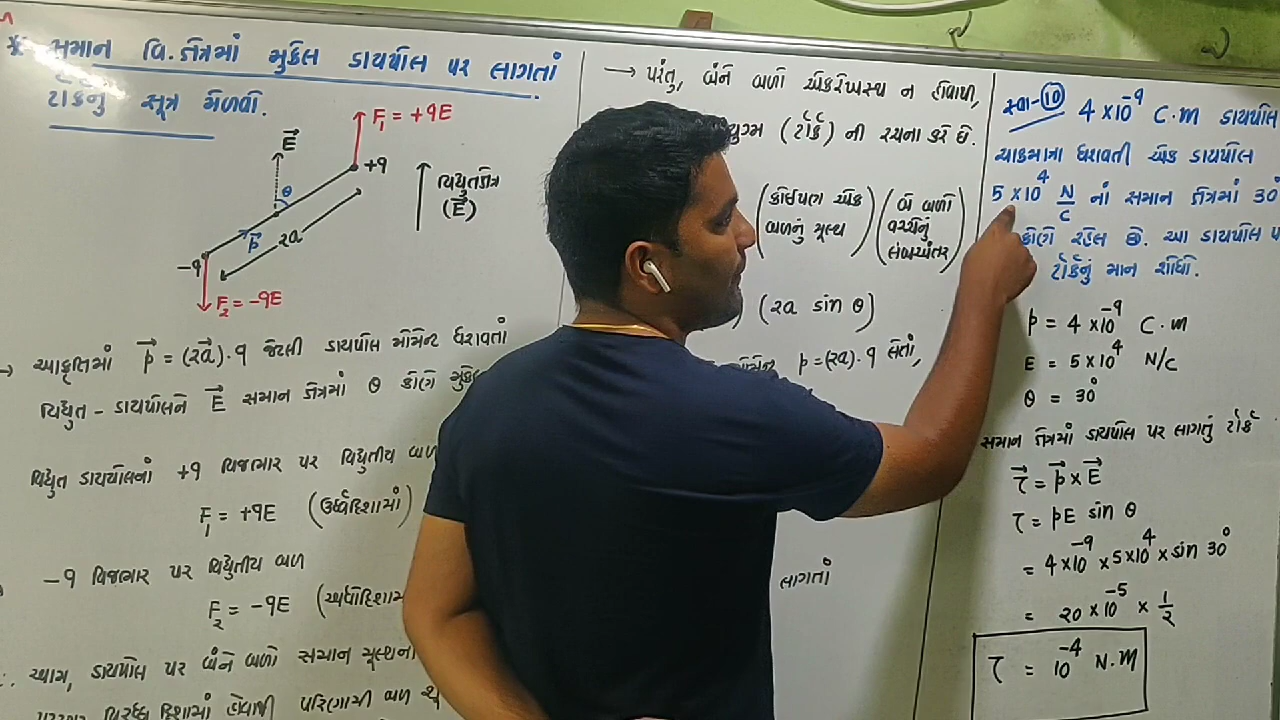 * સમાન વિ.ક્ષેત્રમાં મુકેલ ડાયપોલ પર લાગતાં
ટોર્કનું સૂત્ર મેળવો.
F₁ = +qE
+q
E⃗
θ
p⃗
2a
-q
F₂ = -qE
વિદ્યુતક્ષેત્ર
(E⃗)
→ આકૃતિમાં p⃗ = (2a⃗).q જેટલી ડાયપોલ મોમેન્ટ ધરાવતાં
વિદ્યુત - ડાયપોલને E⃗ સમાન ક્ષેત્રમાં θ કોણે
વિદ્યુત ડાયપોલનાં +q વિજભાર પર વિદ્યુતીય બળ
F₁ = +qE (ઉર્ધ્વદિશામાં)
-q વિજભાર પર વિદ્યુતીય બળ
F₂ = -qE
∴ આમ, ડાયપોલ પર બંને બળો સમાન
વિરુદ્ધ દિશામાં હોવાથી પરિણામી બળ
→ પરંતુ, બંને બળો એકરેખસ્થ ન હોવાથી,
(ટોર્ક) ની રચના કરે છે.
(કોઈપણ એક બળનું મૂલ્ય) (બે બળો વચ્ચેનું લંબઅંતર)
) (2a sin θ)
p = (2a).q લેતાં,
લાગતાં
સ્વા-10 4 ×10⁻⁹ C.m ડાયપોલ
ચાકમાત્રા ધરાવતી એક ડાયપોલ
5 ×10⁴ N/C નાં સમાન ક્ષેત્રમાં 30°
કોણે રહેલ છે. આ ડાયપોલ
ટોર્કનું માન શોધો.
p = 4 ×10⁻⁹ C.m
E = 5×10⁴ N/C
θ = 30°
સમાન ક્ષેત્રમાં ડાયપોલ પર લાગતું ટોર્ક
τ⃗ = p⃗ × E⃗
τ = pE sin θ
= 4 ×10⁻⁹ × 5×10⁴ × sin 30°
= 20 ×10⁻⁵ × 1/2
τ = 10⁻⁴ N.m